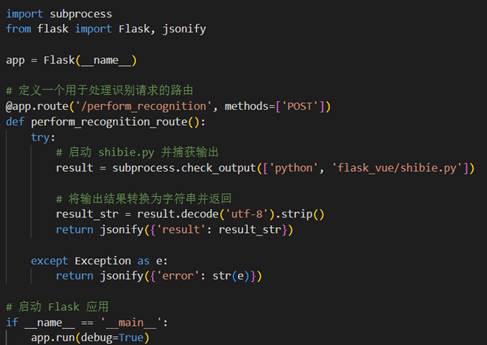 import subprocess
from flask import Flask, jsonify

app = Flask(__name__)

# 定义一个用于处理识别请求的路由
@app.route('/perform_recognition', methods=['POST'])
def perform_recognition_route():
    try:
        # 启动 shibie.py 并捕获输出
        result = subprocess.check_output(['python', 'flask_vue/shibie.py'])

        # 将输出结果转换为字符串并返回
        result_str = result.decode('utf-8').strip()
        return jsonify({'result': result_str})

    except Exception as e:
        return jsonify({'error': str(e)})

# 启动 Flask 应用
if __name__ == '__main__':
    app.run(debug=True)